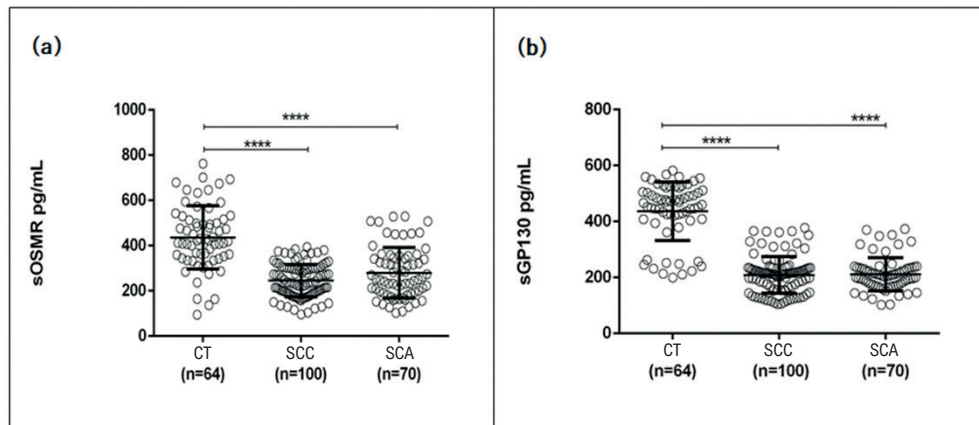 (a)
sOSMR pg/mL
1000
800
600
400
200
0
****
****
CT
SCC
SCA
(n=64)
(n=100)
(n=70)
(b)
sGP130 pg/mL
800
600
400
200
0
****
****
CT
SCC
SCA
(n=64)
(n=100)
(n=70)